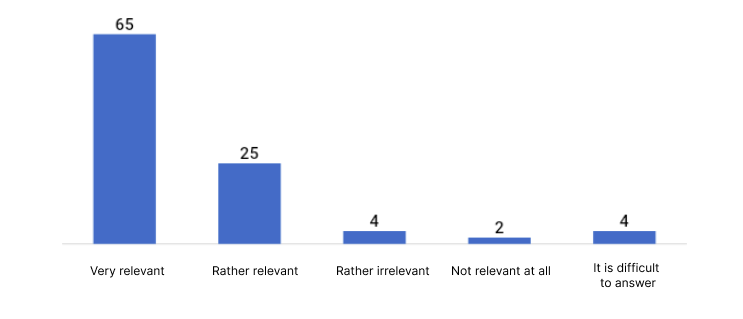 65
25
4
2
4
Very relevant
Rather relevant
Rather irrelevant
Not relevant at all
It is difficult
to answer